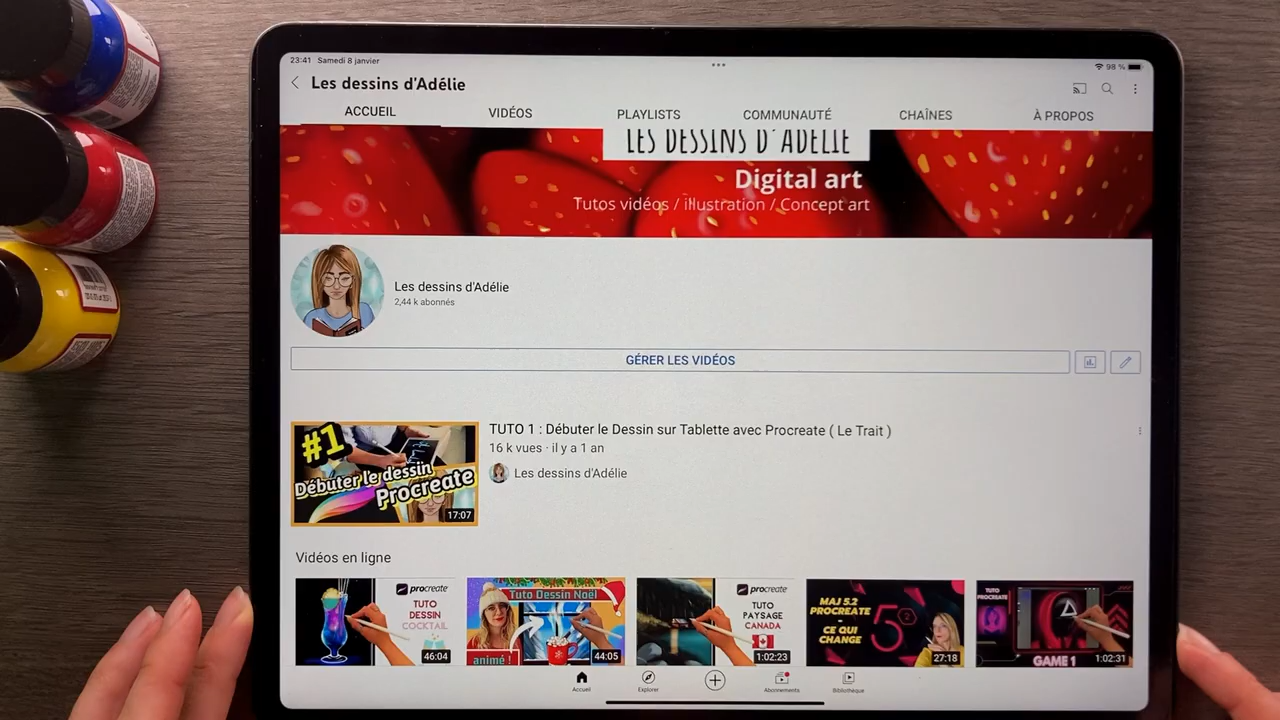 23:41 Samedi 8 janvier
98 %
Les dessins d'Adélie
ACCUEIL
VIDÉOS
PLAYLISTS
COMMUNAUTÉ
CHAÎNES
À PROPOS
LES DESSINS D'ADÉLIE
Digital art
Tutos vidéos / illustration / Concept art
Les dessins d'Adélie
2,44 k abonnés
GÉRER LES VIDÉOS
#1
Débuter le dessin
Procreate
17:07
TUTO 1 : Débuter le Dessin sur Tablette avec Procreate ( Le Trait )
16 k vues · il y a 1 an
Les dessins d'Adélie
Vidéos en ligne
procreate
TUTO
DESSIN
COCKTAIL
46:04
Tuto Dessin Noël
animé !
44:05
procreate
TUTO
PAYSAGE
CANADA
1:02:23
MAJ 5.2
PROCREATE
- CE QUI
CHANGE
5²
27:18
TUTO
PROCREATE
GAME 1
1:02:31
Accueil
Explorer
Abonnements
Bibliothèque